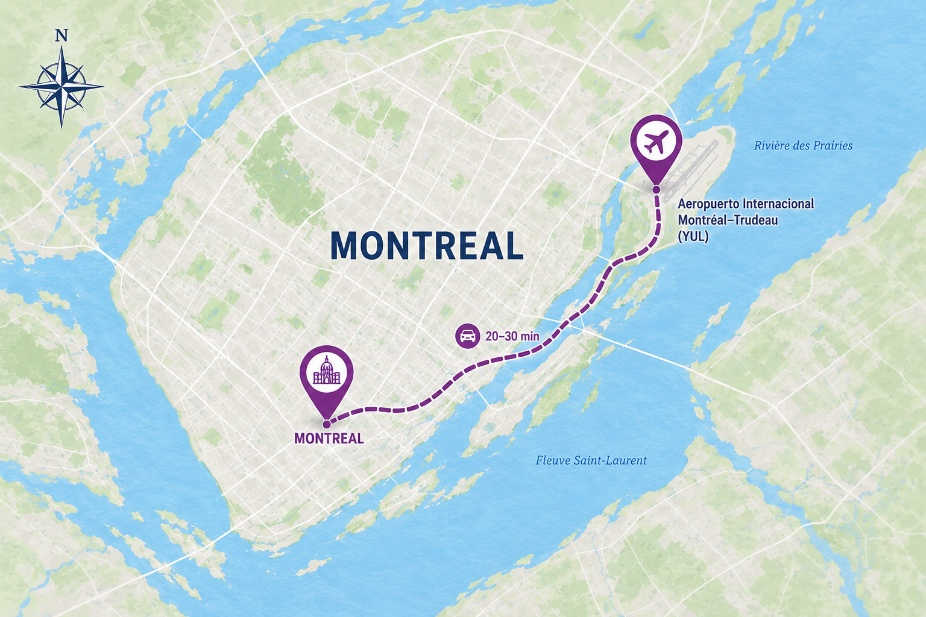 N
Rivière des Prairies
Aeropuerto Internacional
Montréal–Trudeau
(YUL)
MONTREAL
20–30 min
MONTREAL
Fleuve Saint-Laurent